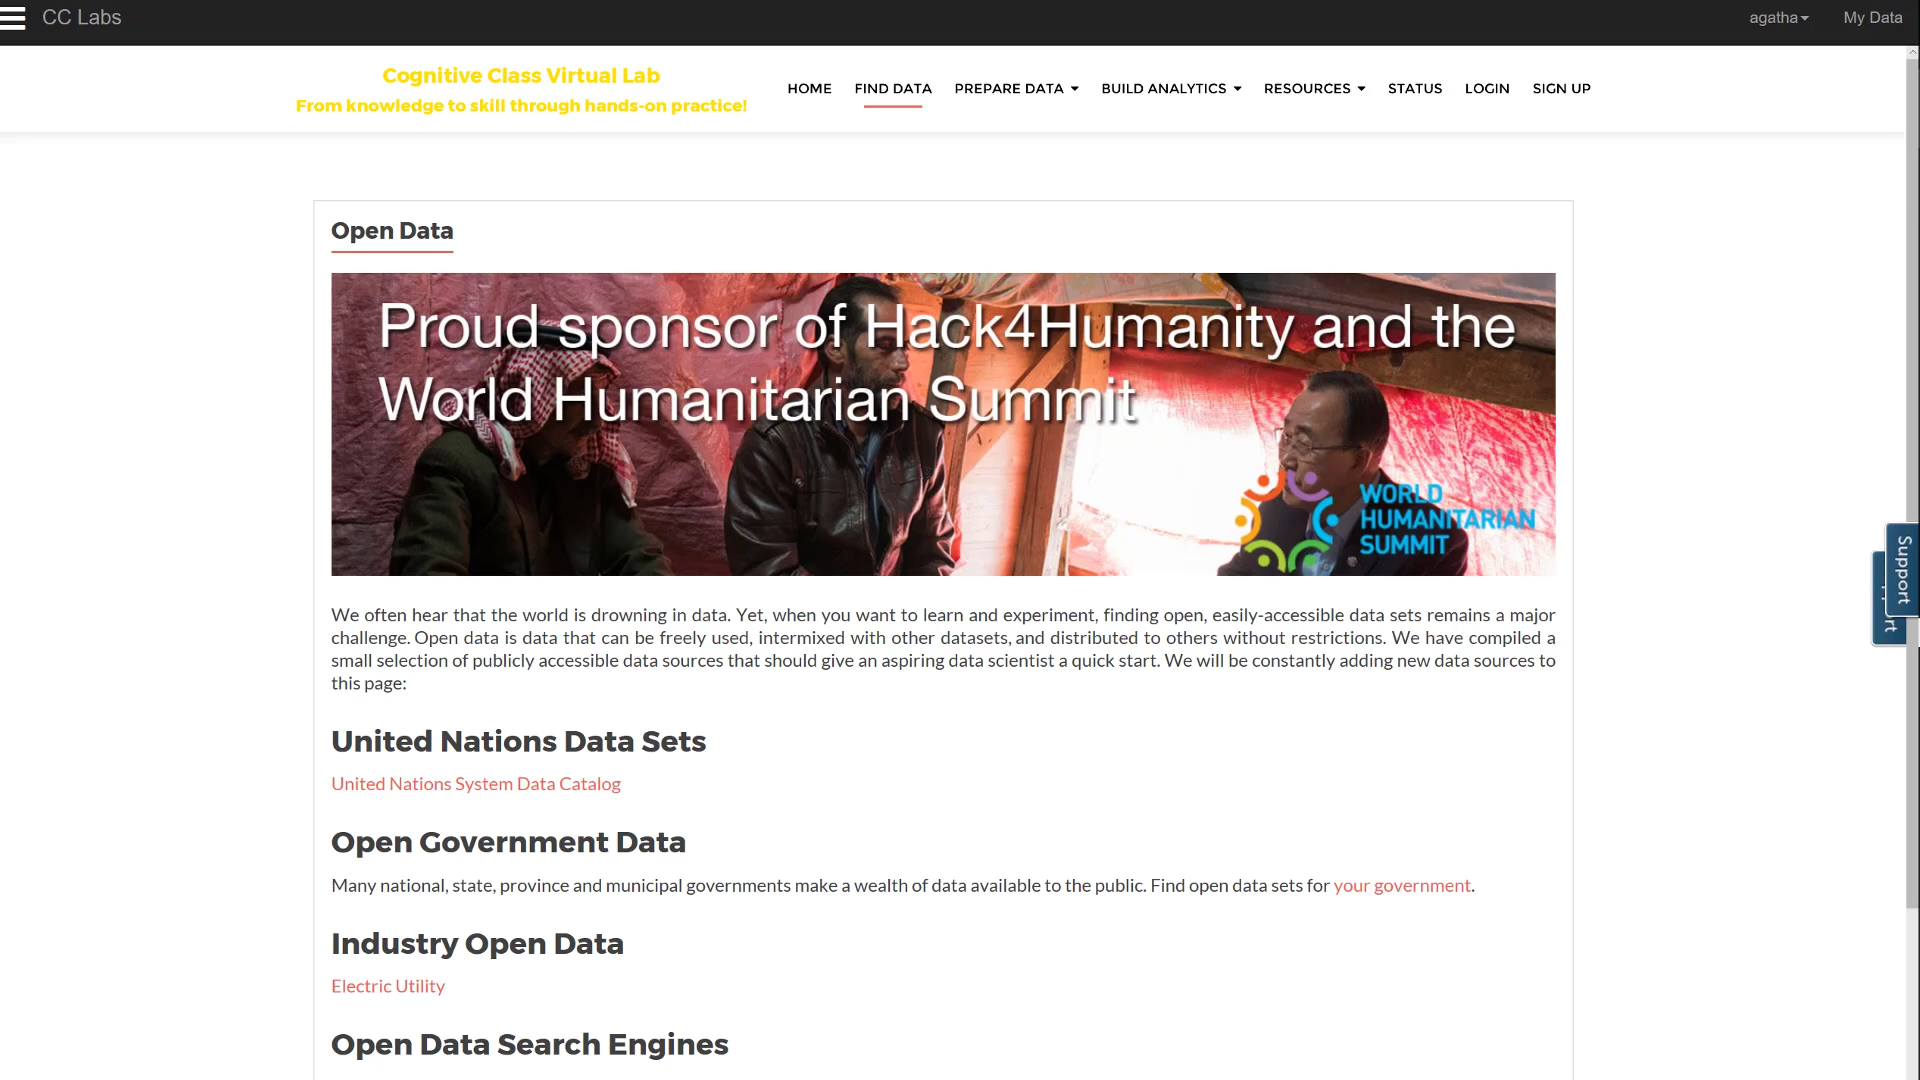 CC Labs
agatha
My Data
Cognitive Class Virtual Lab
From knowledge to skill through hands-on practice!
HOME
FIND DATA
PREPARE DATA
BUILD ANALYTICS
RESOURCES
STATUS
LOGIN
SIGN UP
Open Data
Proud sponsor of Hack4Humanity and the
World Humanitarian Summit
WORLD
HUMANITARIAN
SUMMIT
Support
rt
We often hear that the world is drowning in data. Yet, when you want to learn and experiment, finding open, easily-accessible data sets remains a major
challenge. Open data is data that can be freely used, intermixed with other datasets, and distributed to others without restrictions. We have compiled a
small selection of publicly accessible data sources that should give an aspiring data scientist a quick start. We will be constantly adding new data sources to
this page:
United Nations Data Sets
United Nations System Data Catalog
Open Government Data
Many national, state, province and municipal governments make a wealth of data available to the public. Find open data sets for your government.
Industry Open Data
Electric Utility
Open Data Search Engines